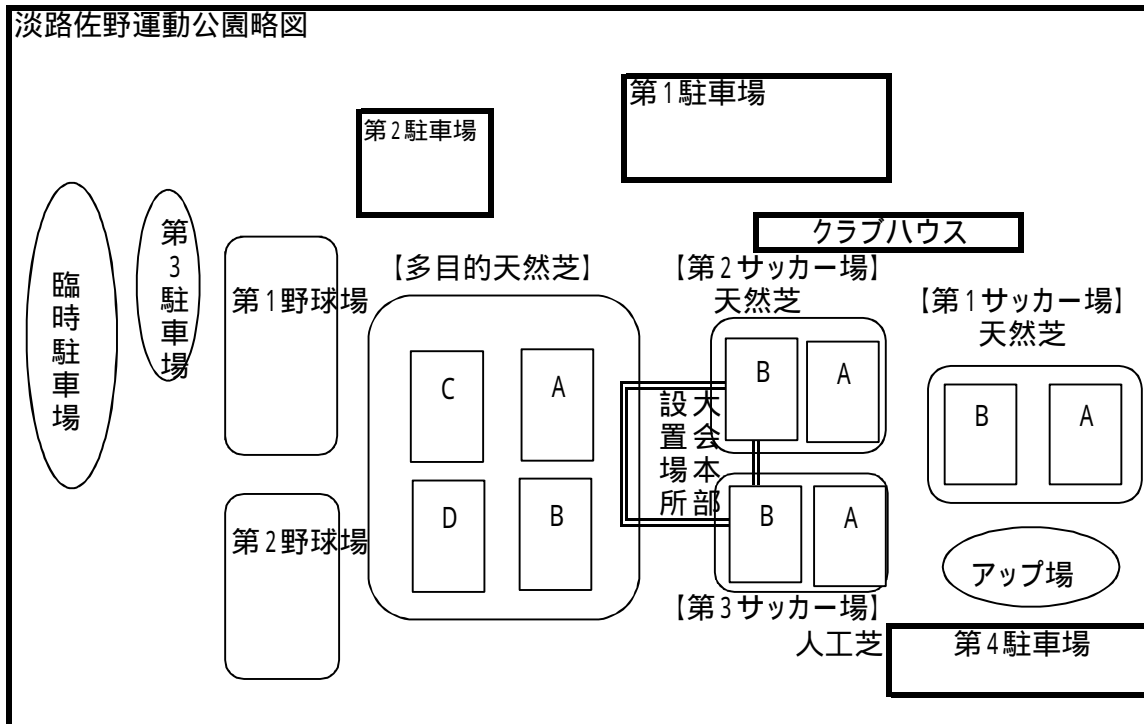 淡路佐野運動公園略図
第1駐車場
第2駐車場
クラブハウス
臨時駐車場
第3駐車場
第1野球場
第2野球場
【多目的天然芝】
C
A
D
B
大会本部
設置場所
【第2サッカー場】
天然芝
B
A
B
A
【第3サッカー場】
人工芝
【第1サッカー場】
天然芝
B
A
アップ場
第4駐車場